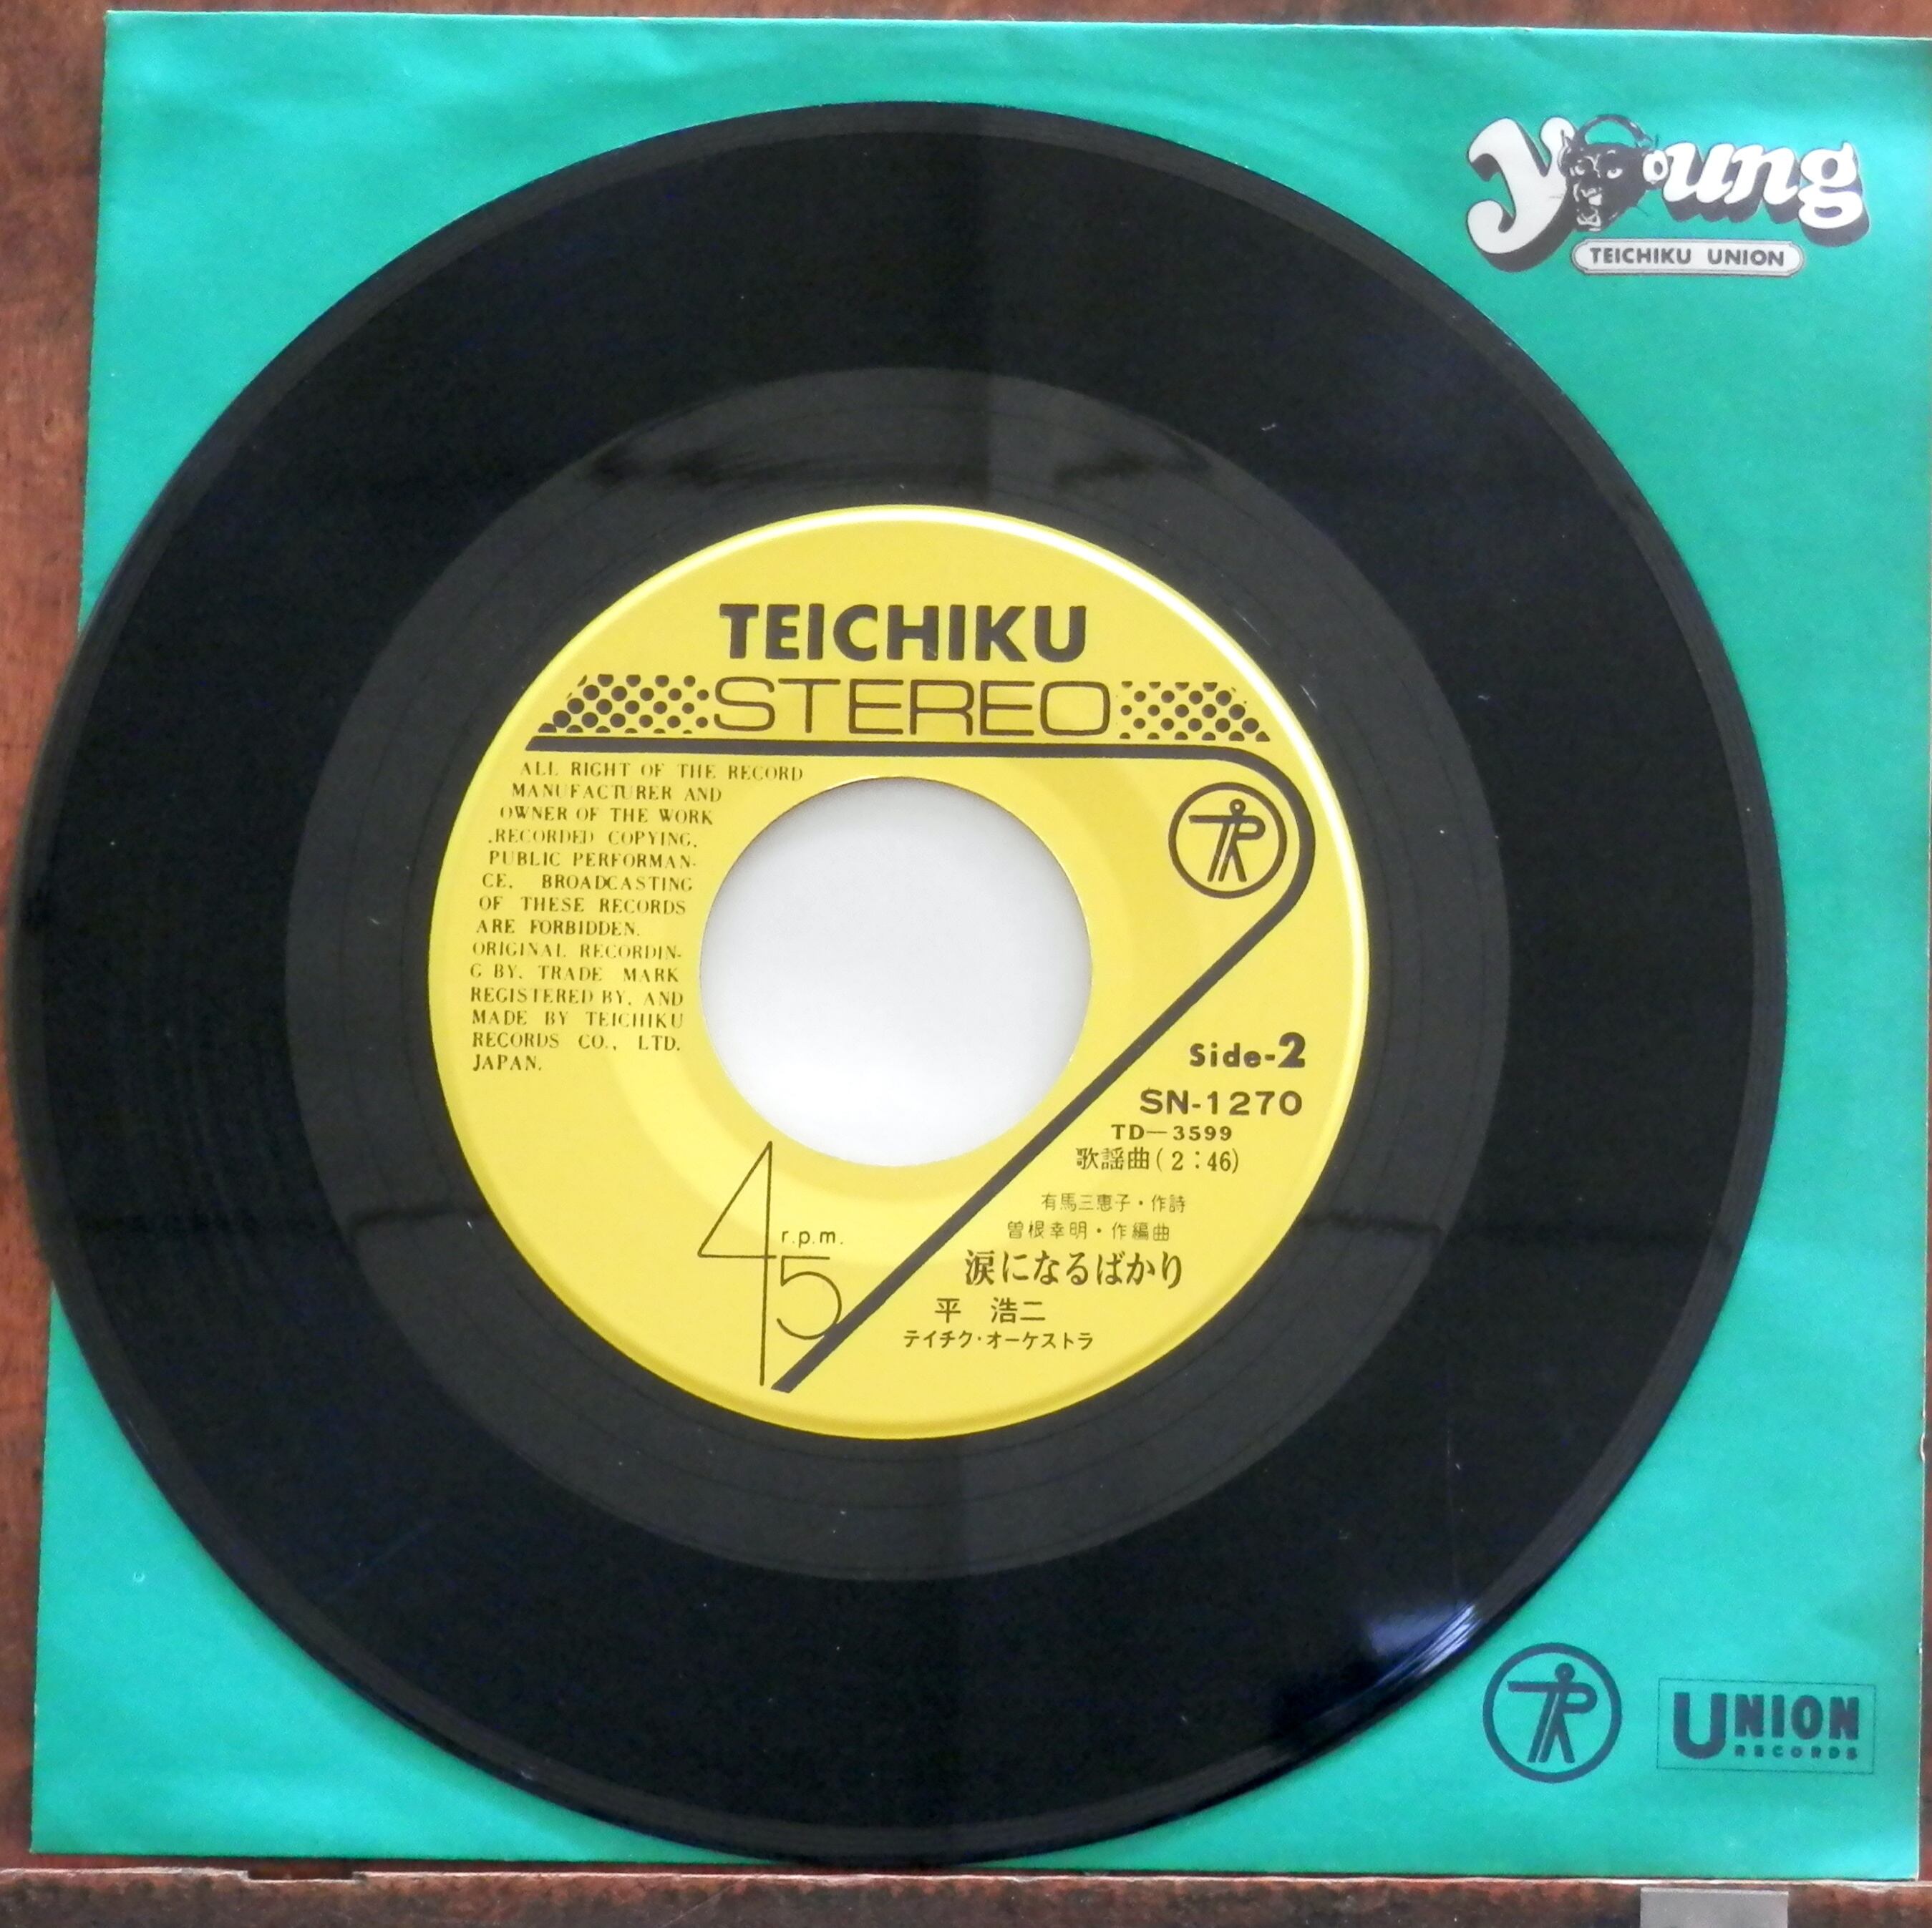 Young
TEICHIKU UNION
TEICHIKU
STEREO
ALL RIGHT OF THE RECORD
MANUFACTURER AND
OWNER OF THE WORK
RECORDED COPYING,
PUBLIC PERFORMAN-
CE, BROADCASTING
OF THESE RECORDS
ARE FORBIDDEN.
ORIGINAL RECORDIN-
G BY. TRADE MARK
REGISTERED BY. AND
MADE BY TEICHIKU
RECORDS CO., LTD.
JAPAN.
Side-2
SN-1270
TD—3599
歌謡曲(2:46)
有馬三恵子・作詩
曽根幸明・作編曲
涙になるばかり
平 浩二
テイチク・オーケストラ
45 r.p.m.
UNION
RECORDS